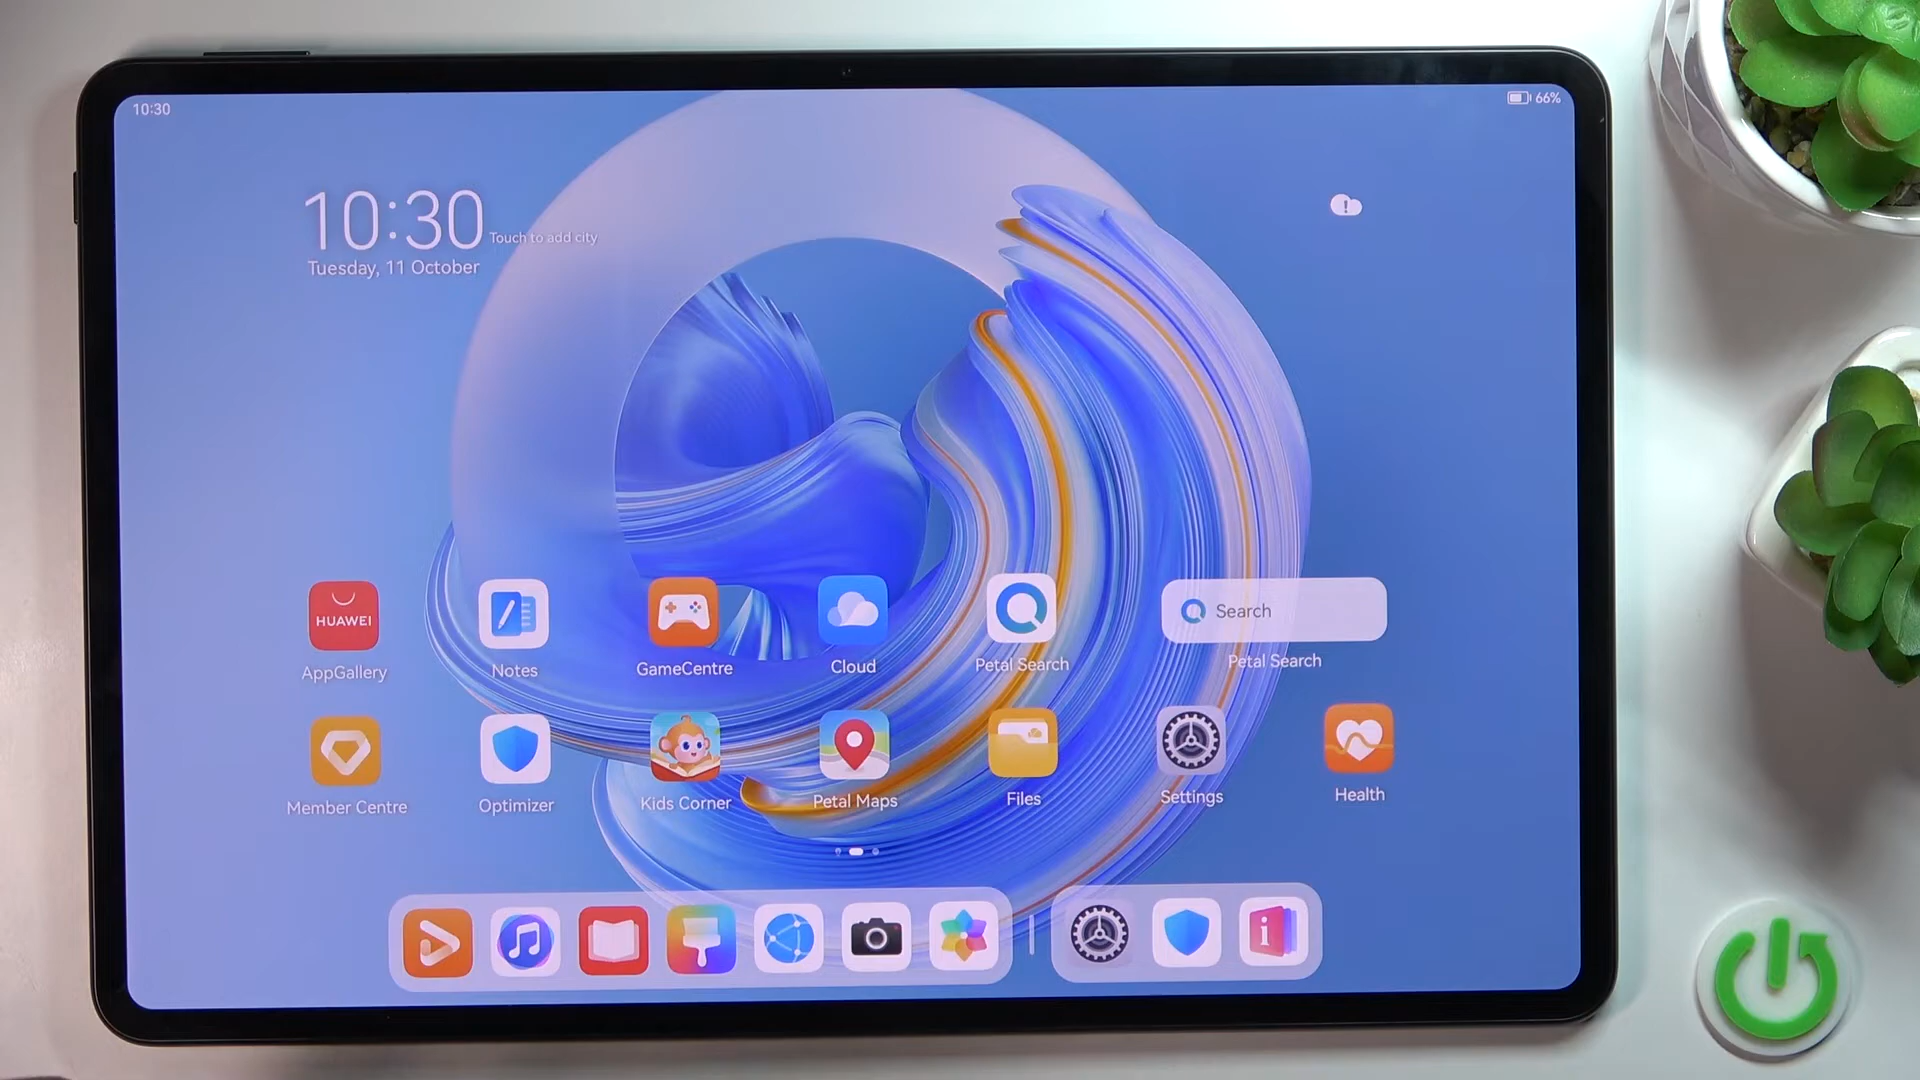 10:30
66%
10:30
Touch to add city
Tuesday, 11 October
HUAWEI
AppGallery
Notes
GameCentre
Cloud
Petal Search
Search
Petal Search
Member Centre
Optimizer
Kids Corner
Petal Maps
Files
Settings
Health